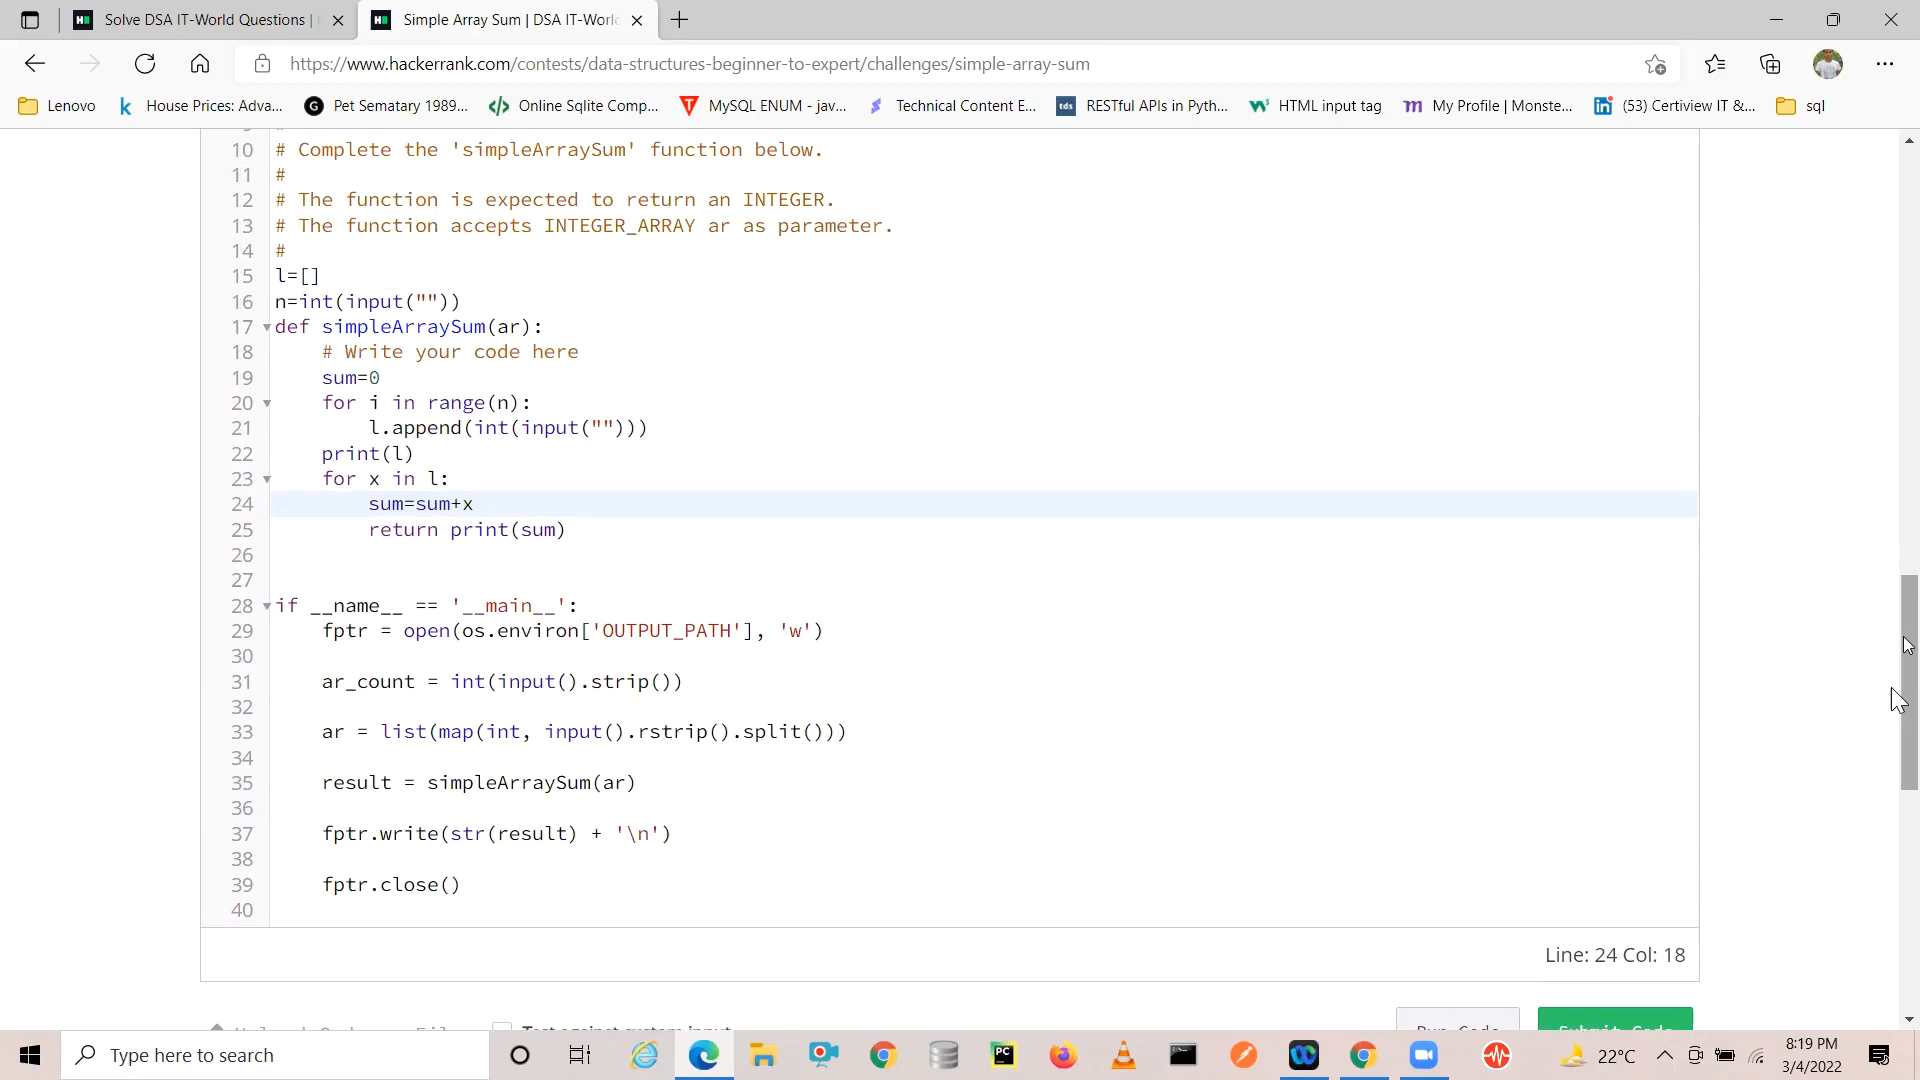 Solve DSA IT-World Questions |
Simple Array Sum | DSA IT-Worl
https://www.hackerrank.com/contests/data-structures-beginner-to-expert/challenges/simple-array-sum
Lenovo
House Prices: Adva...
Pet Sematary 1989...
Online Sqlite Comp...
MySQL ENUM - jav...
Technical Content E...
tds
RESTful APIs in Pyth...
HTML input tag
My Profile | Monste...
(53) Certiview IT &...
sql
10 # Complete the 'simpleArraySum' function below.
11 #
12 # The function is expected to return an INTEGER.
13 # The function accepts INTEGER_ARRAY ar as parameter.
14 #
15 l=[]
16 n=int(input(""))
17 def simpleArraySum(ar):
18     # Write your code here
19     sum=0
20     for i in range(n):
21         l.append(int(input("")))
22     print(l)
23     for x in l:
24         sum=sum+x
25         return print(sum)
26
27
28 if __name__ == '__main__':
29     fptr = open(os.environ['OUTPUT_PATH'], 'w')
30
31     ar_count = int(input().strip())
32
33     ar = list(map(int, input().rstrip().split()))
34
35     result = simpleArraySum(ar)
36
37     fptr.write(str(result) + '\n')
38
39     fptr.close()
40
Line: 24 Col: 18
Type here to search
22°C
8:19 PM
3/4/2022